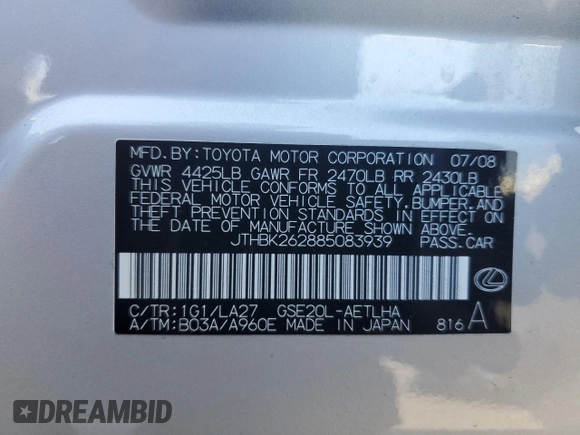 MFD.BY:TOYOTA MOTOR CORPORATION 07/08
GVWR 4425LB GAWR FR 2470LB RR 2430LB
THIS VEHICLE CONFORMS TO ALL APPLICABLE
FEDERAL MOTOR VEHICLE SAFETY,BUMPER,AND
THEFT PREVENTION STANDARDS IN EFFECT ON
THE DATE OF MANUFACTURE SHOWN ABOVE.
JTHBK262885083939 PASS.CAR
C/TR:1G1/LA27 GSE20L-AETLHA
A/TM:B03A/A960E MADE IN JAPAN 816 A
DREAMBID